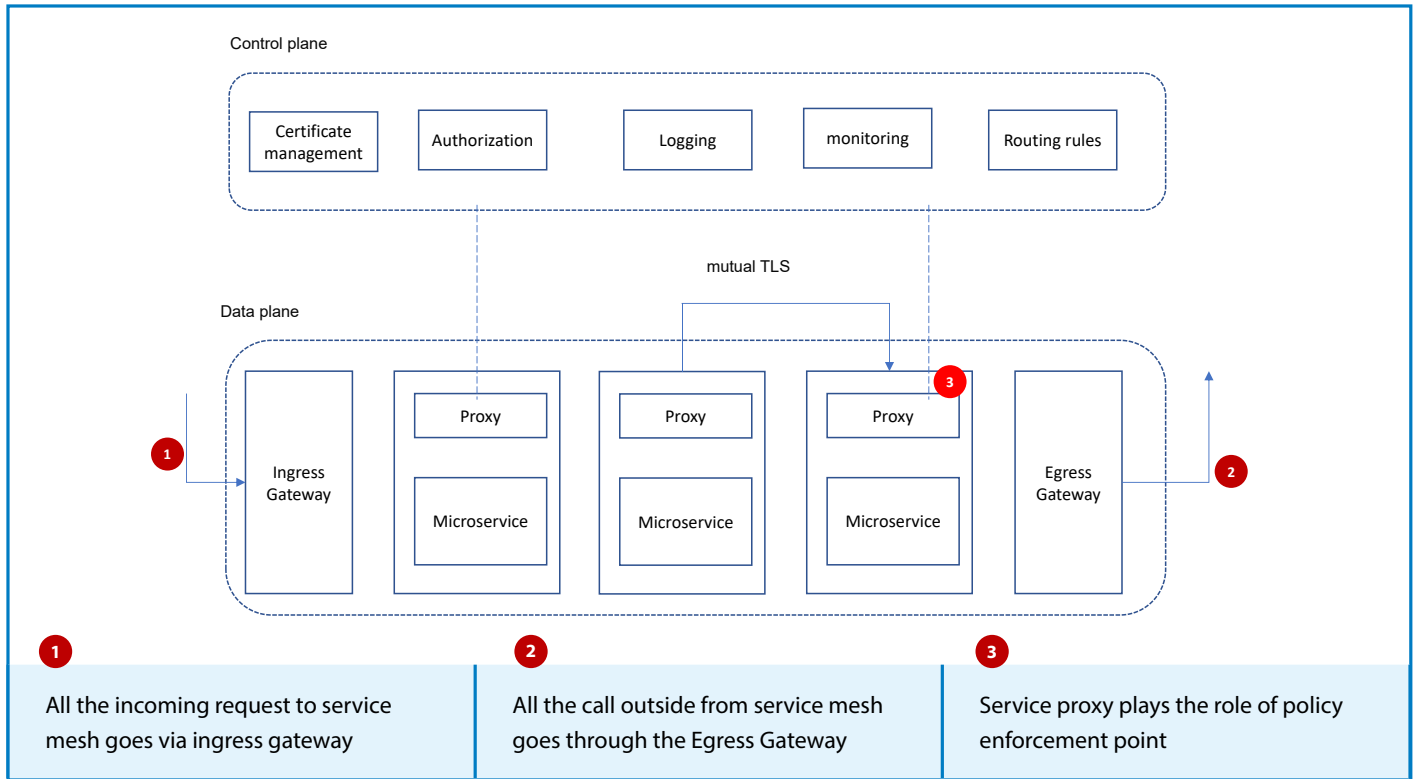 Control plane
Certificate
management
Authorization
Logging
monitoring
Routing rules
mutual TLS
Data plane
3
Proxy
Proxy
Proxy
1
Ingress
Gateway
Egress
Gateway
2
Microservice
Microservice
Microservice
1
2
3
All the incoming request to service
mesh goes via ingress gateway
All the call outside from service mesh
goes through the Egress Gateway
Service proxy plays the role of policy
enforcement point